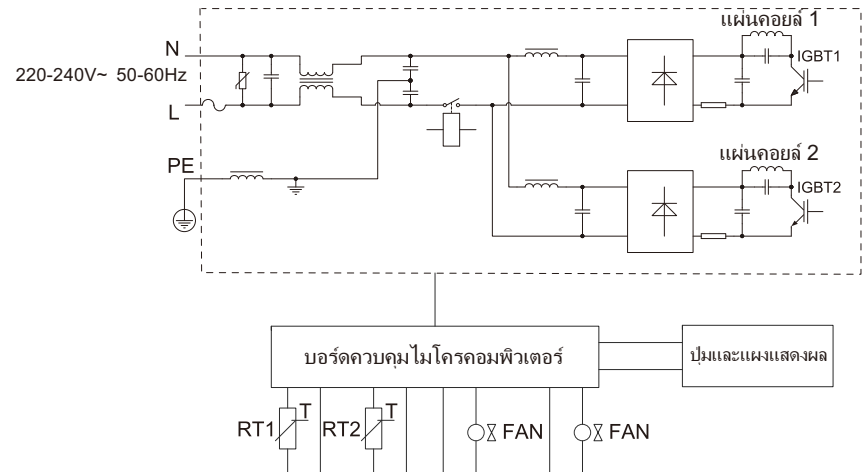 แผ่นคอยล์ 1
N
IGBT1
220-240V~ 50-60Hz
L
แผ่นคอยล์ 2
PE
IGBT2
บอร์ดควบคุมไมโครคอมพิวเตอร์
ปุ่มและแผงแสดงผล
T
T
RT1
RT2
FAN
FAN